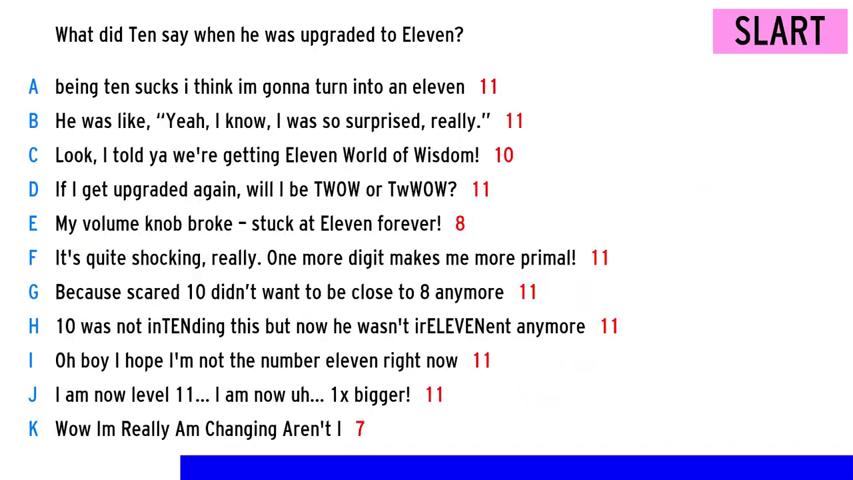 What did Ten say when he was upgraded to Eleven?
SLART
A being ten sucks i think im gonna turn into an eleven 11
B He was like, “Yeah, I know, I was so surprised, really.” 11
C Look, I told ya we're getting Eleven World of Wisdom! 10
D If I get upgraded again, will I be TWOW or TwWOW? 11
E My volume knob broke – stuck at Eleven forever! 8
F It's quite shocking, really. One more digit makes me more primal! 11
G Because scared 10 didn’t want to be close to 8 anymore 11
H 10 was not inTENding this but now he wasn't irELEVENent anymore 11
I Oh boy I hope I'm not the number eleven right now 11
J I am now level 11... I am now uh... 1x bigger! 11
K Wow Im Really Am Changing Aren't I 7